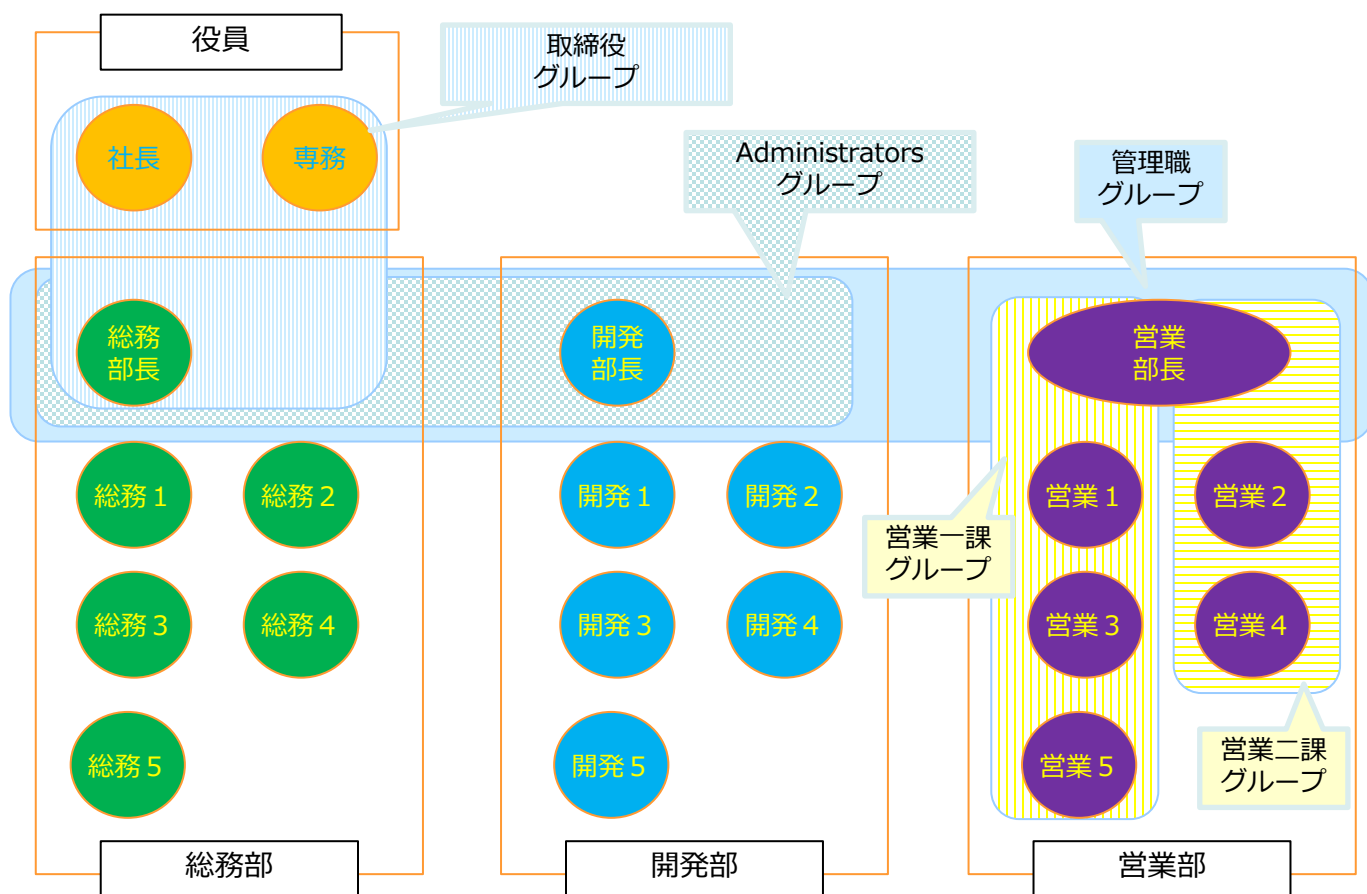 役員
取締役
グループ
社長
専務
Administrators
グループ
管理職
グループ
総務
部長
開発
部長
営業
部長
総務1
総務2
開発1
開発2
営業1
営業2
営業一課
グループ
総務3
総務4
開発3
開発4
営業3
営業4
総務5
開発5
営業5
営業二課
グループ
総務部
開発部
営業部